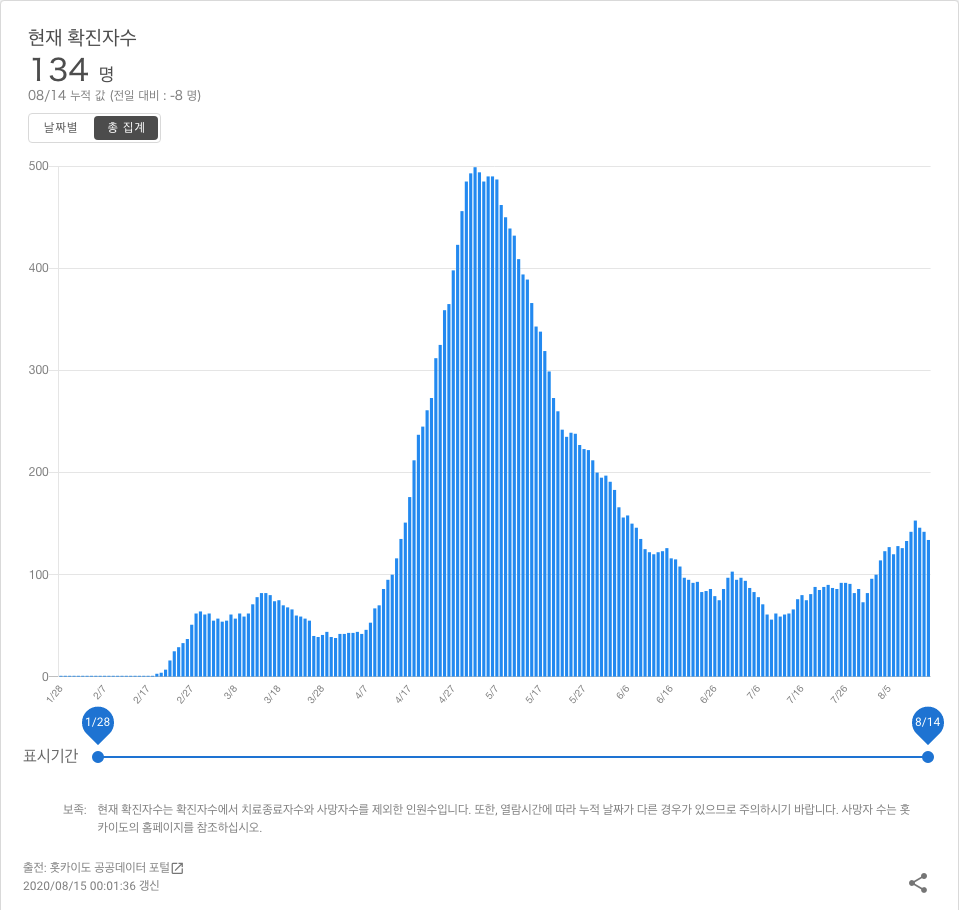 현재 확진자수
134 명
08/14 누적 값 (전일 대비 : -8 명)
날짜별 총 집계
500
400
300
200
100
0
1/28 2/7 2/17 2/27 3/8 3/18 3/28 4/7 4/17 4/27 5/7 5/17 5/27 6/6 6/16 6/26 7/6 7/16 7/26 8/5
1/28 8/14
표시기간
보족: 현재 확진자수는 확진자수에서 치료종료자수와 사망자수를 제외한 인원수입니다. 또한, 열람시간에 따라 누적 날짜가 다른 경우가 있으므로 주의하시기 바랍니다. 사망자 수는 홋
카이도의 홈페이지를 참조하십시오.
출전: 홋카이도 공공데이터 포털
2020/08/15 00:01:36 갱신